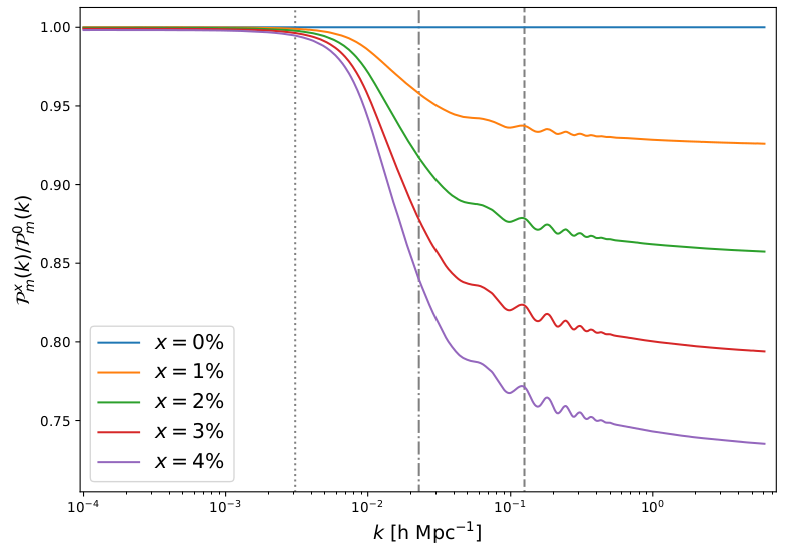 1.00
0.95
0.90
0.85
0.80
0.75
𝒫ₘˣ(k)/𝒫ₘ⁰(k)
x = 0%
x = 1%
x = 2%
x = 3%
x = 4%
10⁻⁴ 10⁻³ 10⁻² 10⁻¹ 10⁰
k [h Mpc⁻¹]